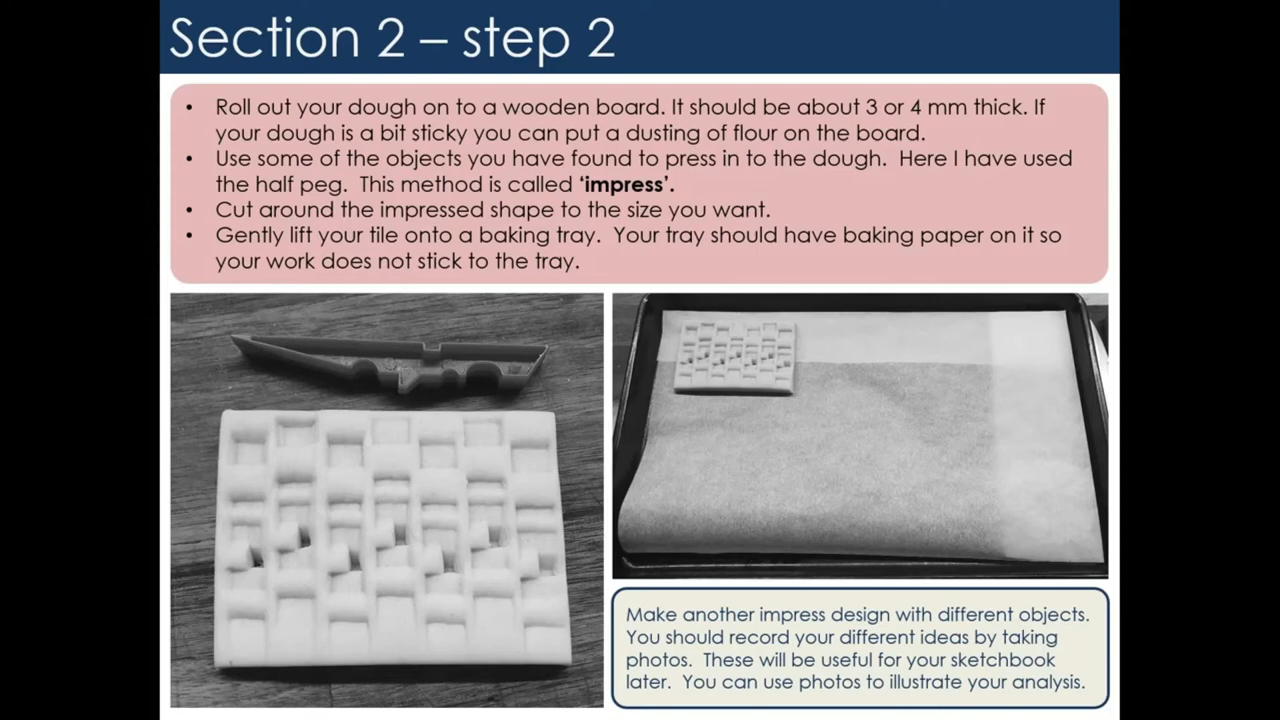 Section 2 – step 2
• Roll out your dough on to a wooden board. It should be about 3 or 4 mm thick. If
your dough is a bit sticky you can put a dusting of flour on the board.
• Use some of the objects you have found to press in to the dough.  Here I have used
the half peg.  This method is called ‘impress’.
• Cut around the impressed shape to the size you want.
• Gently lift your tile onto a baking tray.  Your tray should have baking paper on it so
your work does not stick to the tray.
Make another impress design with different objects.
You should record your different ideas by taking
photos.  These will be useful for your sketchbook
later.  You can use photos to illustrate your analysis.